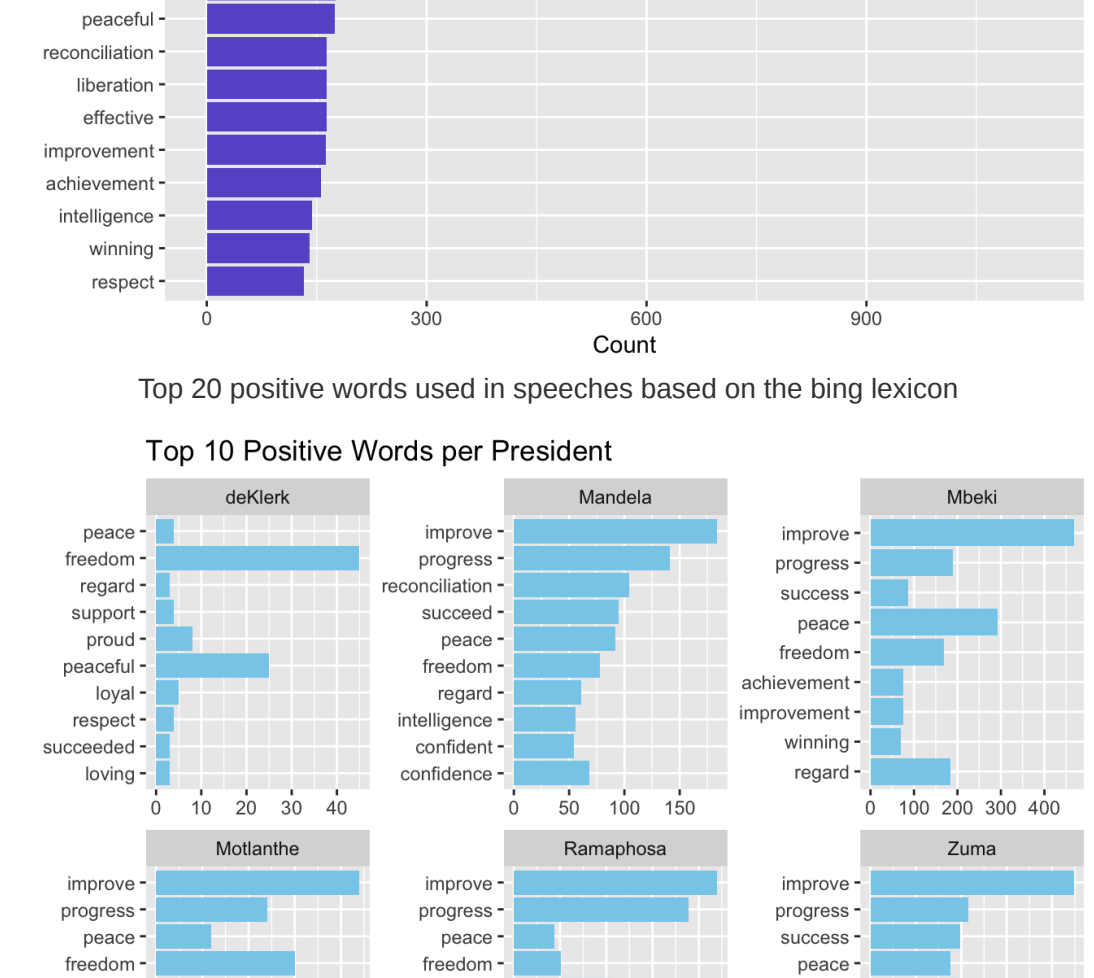 peaceful
reconciliation
liberation
effective
improvement
achievement
intelligence
winning
respect
0 300 600 900
Count
Top 20 positive words used in speeches based on the bing lexicon
Top 10 Positive Words per President
deKlerk
peace
freedom
regard
support
proud
peaceful
loyal
respect
succeeded
loving
0 10 20 30 40
Mandela
improve
progress
reconciliation
succeed
peace
freedom
regard
intelligence
confident
confidence
0 50 100 150
Mbeki
improve
progress
success
peace
freedom
achievement
improvement
winning
regard
0 100 200 300 400
Motlanthe
improve
progress
peace
freedom
Ramaphosa
improve
progress
peace
freedom
Zuma
improve
progress
success
peace